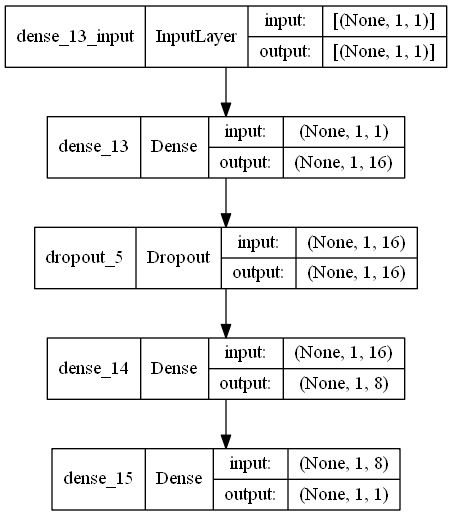 dense_13_input InputLayer input: [(None, 1, 1)]
output: [(None, 1, 1)]
dense_13 Dense input: (None, 1, 1)
output: (None, 1, 16)
dropout_5 Dropout input: (None, 1, 16)
output: (None, 1, 16)
dense_14 Dense input: (None, 1, 16)
output: (None, 1, 8)
dense_15 Dense input: (None, 1, 8)
output: (None, 1, 1)